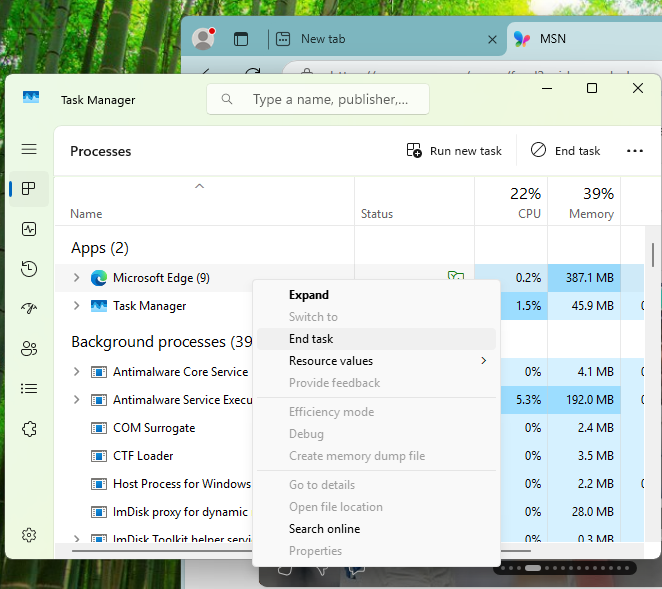 New tab
MSN
Task Manager
Type a name, publisher,...
Processes
Run new task
End task
22%
39%
Name
Status
CPU
Memory
Apps (2)
Microsoft Edge (9)
0.2%
387.1 MB
Task Manager
1.5%
45.9 MB
Background processes (39
Antimalware Core Service
0%
4.1 MB
Antimalware Service Execu
5.3%
192.0 MB
COM Surrogate
0%
2.4 MB
CTF Loader
0%
3.5 MB
Host Process for Windows
0%
2.2 MB
ImDisk proxy for dynamic
0%
28.0 MB
ImDisk Toolkit helper servi
0%
0.3 MB
Expand
Switch to
End task
Resource values
Provide feedback
Efficiency mode
Debug
Create memory dump file
Go to details
Open file location
Search online
Properties